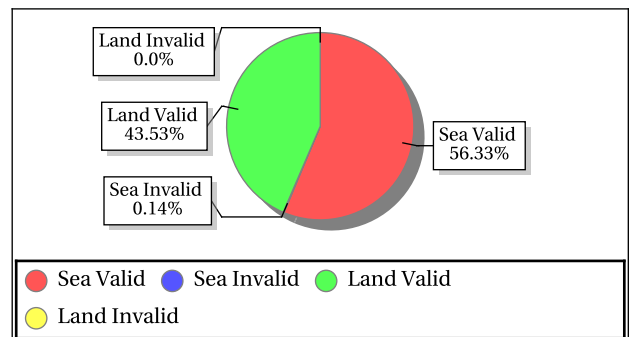 Land Invalid
0.0%
Land Valid
43.53%
Sea Valid
56.33%
Sea Invalid
0.14%
Sea Valid Sea Invalid Land Valid
Land Invalid